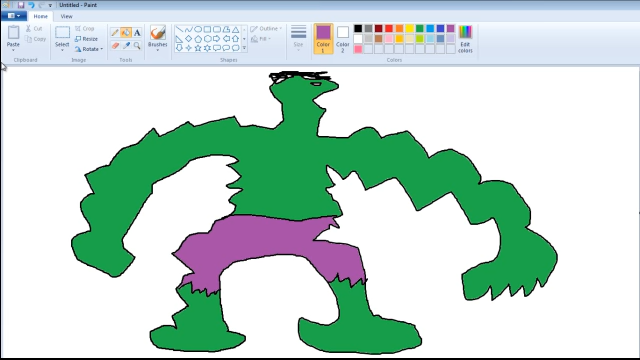 Untitled - Paint
Home View
Paste
Cut
Copy
Clipboard
Select
Crop
Resize
Rotate
Image
Tools
Brushes
Shapes
Outline
Fill
Size
Color
1
Color
2
Colors
Edit
colors